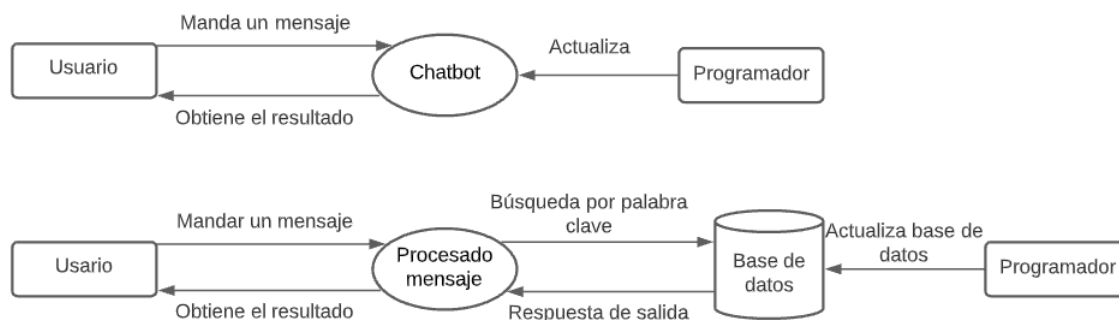 Manda un mensaje
Usuario
Chatbot
Actualiza
Programador
Obtiene el resultado
Mandar un mensaje
Búsqueda por palabra
clave
Usario
Procesado
mensaje
Base de
datos
Actualiza base de
datos
Programador
Obtiene el resultado
Respuesta de salida